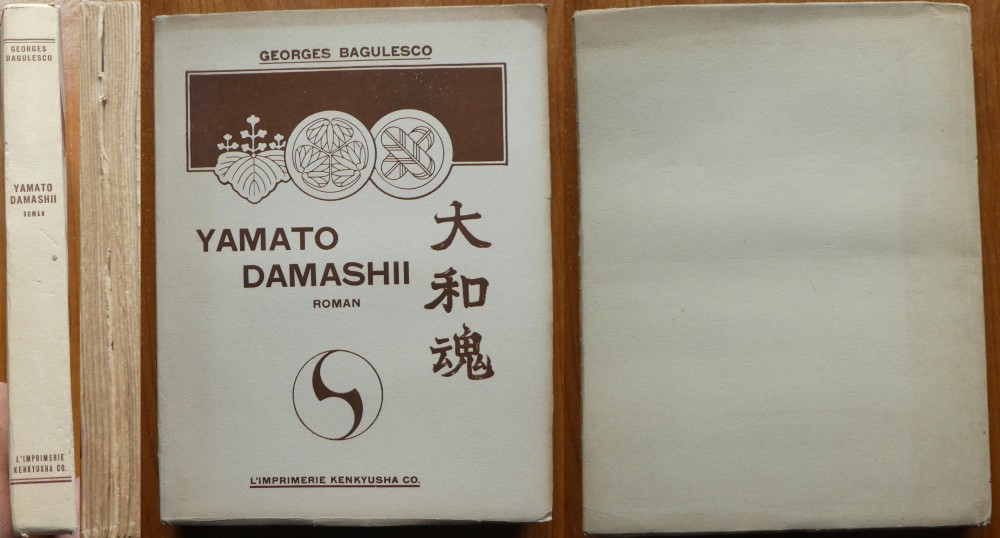 GEORGES
BAGULESCO
YAMATO
DAMASHII
ROMAN
L'IMPRIMERIE
KENKYUSHA CO.
GEORGES BAGULESCO
YAMATO
DAMASHII
ROMAN
大和魂
L'IMPRIMERIE KENKYUSHA CO.